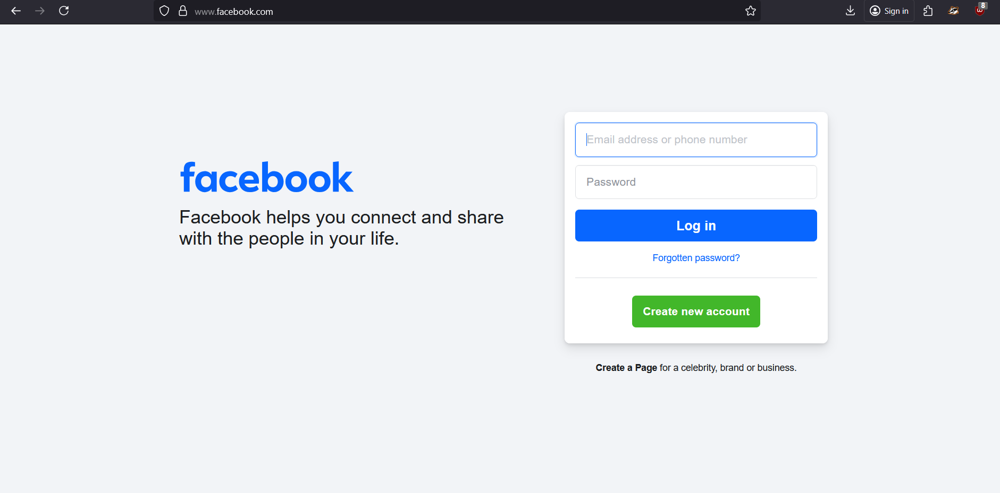 www.facebook.com
Sign in
8
facebook
Facebook helps you connect and share
with the people in your life.
Email address or phone number
Password
Log in
Forgotten password?
Create new account
Create a Page for a celebrity, brand or business.